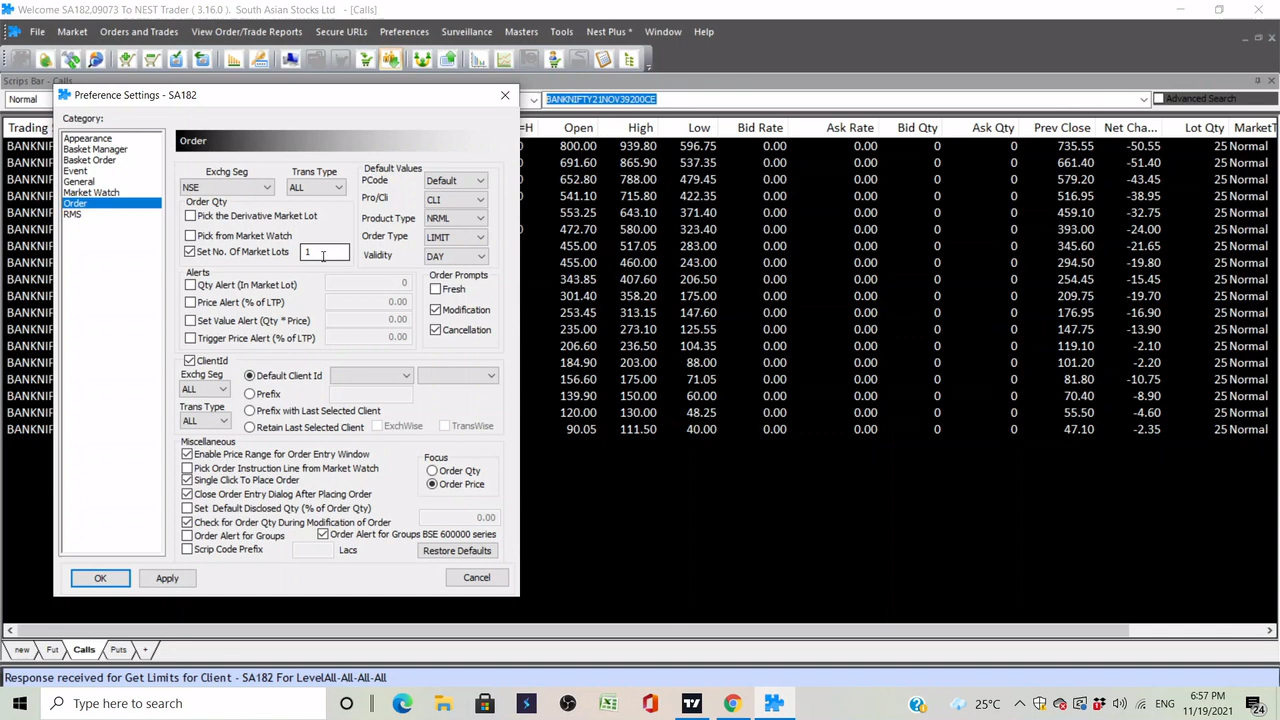 Welcome SA182,09073 To NEST Trader ( 3.16.0 ). South Asian Stocks Ltd - [Calls]
File Market Orders and Trades View Order/Trade Reports Secure URLs Preferences Surveillance Masters Tools Nest Plus * Window Help
Scrips Bar - Calls
Normal BANKNIFTY21NOV39200CE Advanced Search
Preference Settings - SA182
Category:
Appearance
Basket Manager
Basket Order
Event
General
Market Watch
Order
RMS
Order
Exchg Seg Trans Type Default Values
NSE ALL PCode Default
Pro/Cli CLI
Order Qty
Pick the Derivative Market Lot Product Type NRML
Pick from Market Watch Order Type LIMIT
Set No. Of Market Lots 1 Validity DAY
Alerts Order Prompts
Qty Alert (In Market Lot) 0 Fresh
Price Alert (% of LTP) 0.00 Modification
Set Value Alert (Qty * Price) 0.00 Cancellation
Trigger Price Alert (% of LTP) 0.00
ClientId
Exchg Seg Default Client Id
ALL Prefix
Trans Type Prefix with Last Selected Client
ALL Retain Last Selected Client ExchWise TransWise
Miscellaneous
Enable Price Range for Order Entry Window Focus
Pick Order Instruction Line from Market Watch Order Qty
Single Click To Place Order Order Price
Close Order Entry Dialog After Placing Order
Set Default Disclosed Qty (% of Order Qty) 0.00
Check for Order Qty During Modification of Order
Order Alert for Groups Order Alert for Groups BSE 600000 series
Scrip Code Prefix Lacs Restore Defaults
OK Apply Cancel
Trading =H Open High Low Bid Rate Ask Rate Bid Qty Ask Qty Prev Close Net Cha... Lot Qty Market
BANKNIF 800.00 939.80 596.75 0.00 0.00 0 0 735.55 -50.55 25 Normal
BANKNIF 691.60 865.90 537.35 0.00 0.00 0 0 661.40 -51.40 25 Normal
BANKNIF 652.80 788.00 479.45 0.00 0.00 0 0 579.20 -43.45 25 Normal
BANKNIF 541.35 715.80 422.35 0.00 0.00 0 0 516.95 -38.95 25 Normal
BANKNIF 553.25 643.10 371.40 0.00 0.00 0 0 459.10 -32.75 25 Normal
BANKNIF 472.70 580.00 323.40 0.00 0.00 0 0 393.00 -24.00 25 Normal
BANKNIF 455.00 517.05 283.00 0.00 0.00 0 0 345.60 -21.65 25 Normal
BANKNIF 455.00 460.00 243.00 0.00 0.00 0 0 294.50 -19.80 25 Normal
BANKNIF 343.85 407.60 206.50 0.00 0.00 0 0 254.25 -15.45 25 Normal
BANKNIF 301.40 358.20 175.00 0.00 0.00 0 0 209.75 -19.70 25 Normal
BANKNIF 253.45 313.15 147.60 0.00 0.00 0 0 176.95 -16.90 25 Normal
BANKNIF 235.00 273.10 125.55 0.00 0.00 0 0 147.75 -13.90 25 Normal
BANKNIF 206.60 236.50 104.35 0.00 0.00 0 0 119.10 -2.10 25 Normal
BANKNIF 184.90 203.00 88.00 0.00 0.00 0 0 101.20 -2.20 25 Normal
BANKNIF 156.60 175.00 71.05 0.00 0.00 0 0 81.80 -10.75 25 Normal
BANKNIF 139.90 150.00 60.00 0.00 0.00 0 0 70.40 -8.90 25 Normal
BANKNIF 120.00 130.00 48.25 0.00 0.00 0 0 55.50 -4.60 25 Normal
BANKNIF 90.05 111.50 40.00 0.00 0.00 0 0 47.10 -2.35 25 Normal
new Fut Calls Puts +
Response received for Get Limits for Client - SA182 For LevelAll-All-All-All
Type here to search 25°C ENG 6:57 PM
11/19/2021 24